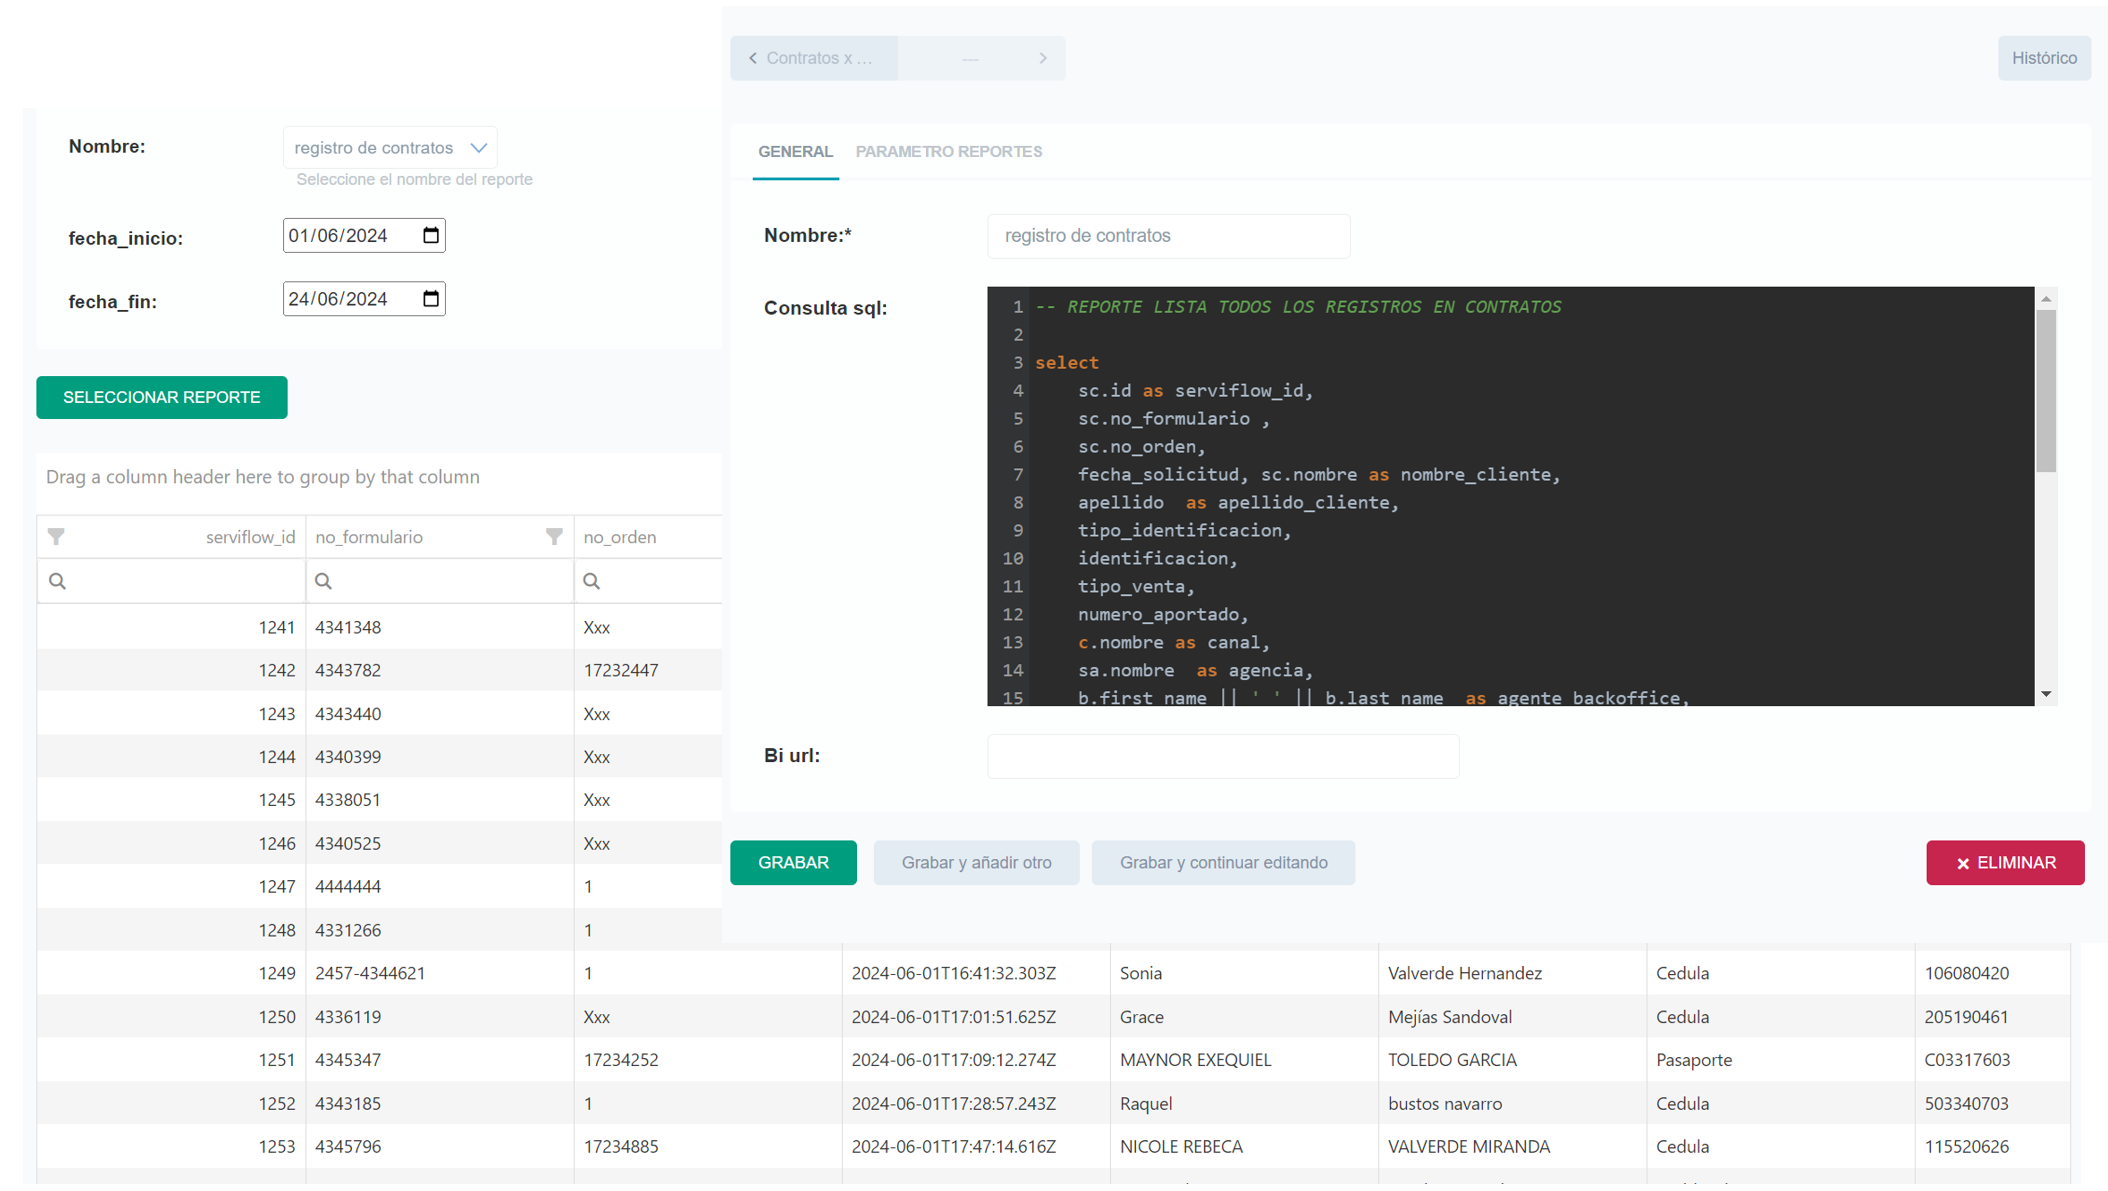 Contratos x ...
---
Histórico
Nombre:
registro de contratos
Seleccione el nombre del reporte
fecha_inicio:
01/06/2024
fecha_fin:
24/06/2024
SELECCIONAR REPORTE
GENERAL PARAMETRO REPORTES
Nombre:*
registro de contratos
Consulta sql:
1 -- REPORTE LISTA TODOS LOS REGISTROS EN CONTRATOS
2
3 select
4 sc.id as serviflow_id,
5 sc.no_formulario ,
6 sc.no_orden,
7 fecha_solicitud, sc.nombre as nombre_cliente,
8 apellido as apellido_cliente,
9 tipo_identificacion,
10 identificacion,
11 tipo_venta,
12 numero_aportado,
13 c.nombre as canal,
14 sa.nombre as agencia,
15 b.first_name || ' ' || b.last_name as agente_backoffice,
Bi url:
GRABAR Grabar y añadir otro Grabar y continuar editando ELIMINAR
Drag a column header here to group by that column
serviflow_id no_formulario no_orden
1241 4341348 Xxx
1242 4343782 17232447
1243 4343440 Xxx
1244 4340399 Xxx
1245 4338051 Xxx
1246 4340525 Xxx
1247 4444444 1
1248 4331266 1
1249 2457-4344621 1 2024-06-01T16:41:32.303Z Sonia Valverde Hernandez Cedula 106080420
1250 4336119 Xxx 2024-06-01T17:01:51.625Z Grace Mejías Sandoval Cedula 205190461
1251 4345347 17234252 2024-06-01T17:09:12.274Z MAYNOR EXEQUIEL TOLEDO GARCIA Pasaporte C03317603
1252 4343185 1 2024-06-01T17:28:57.243Z Raquel bustos navarro Cedula 503340703
1253 4345796 17234885 2024-06-01T17:47:14.616Z NICOLE REBECA VALVERDE MIRANDA Cedula 115520626